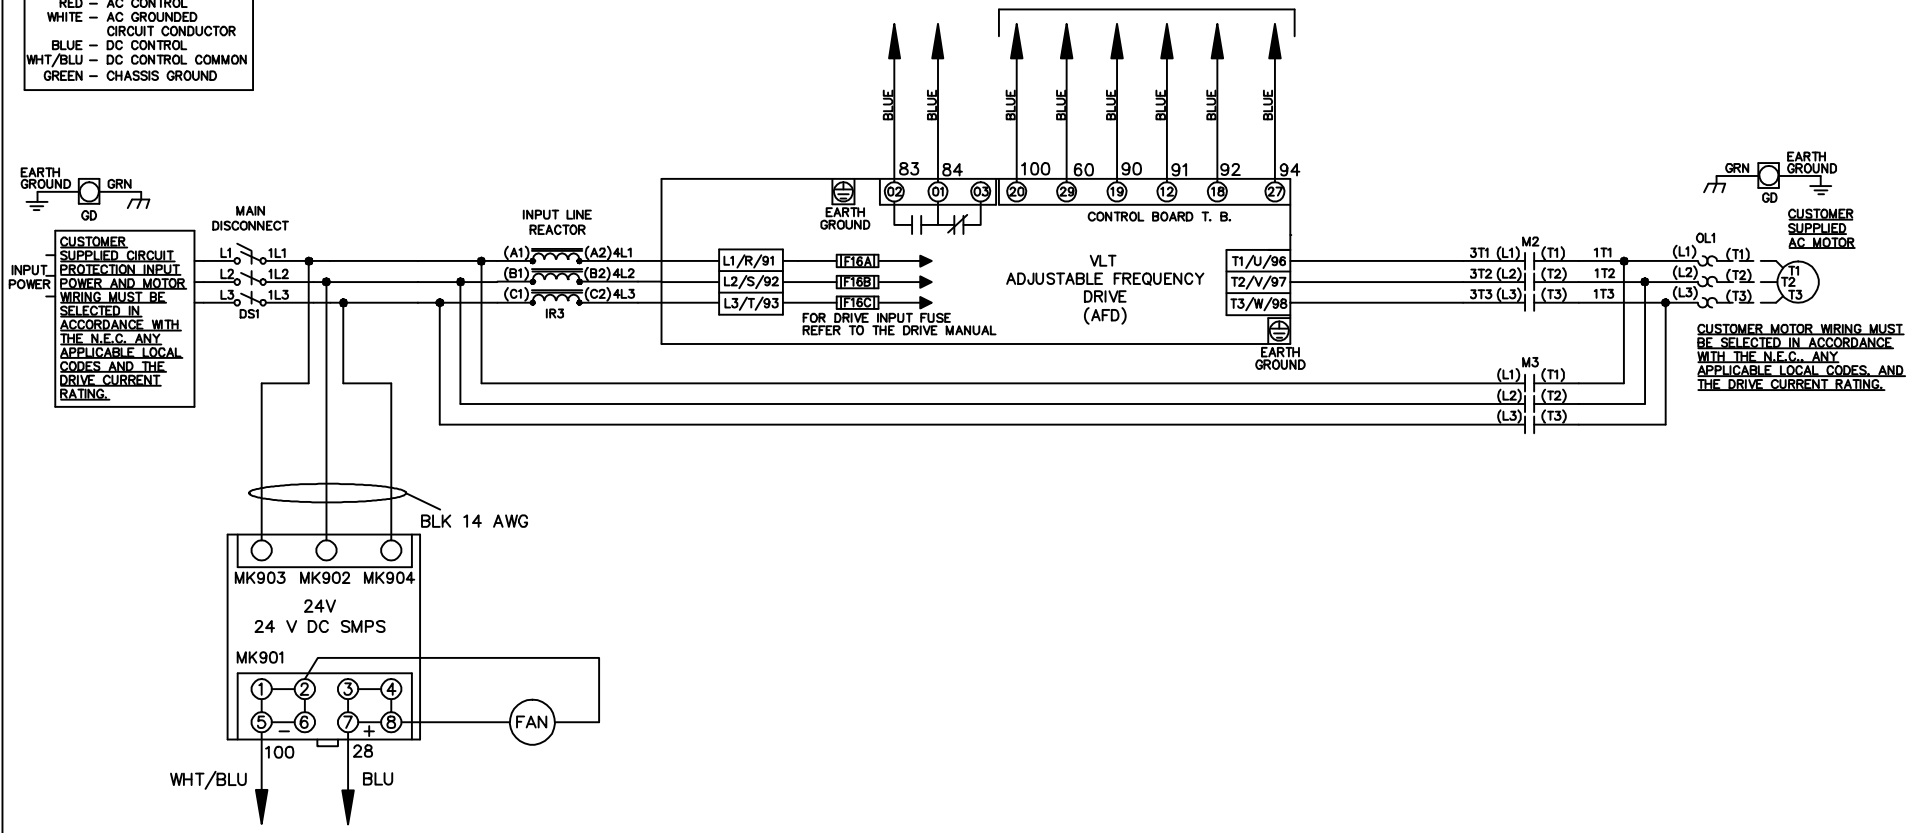 RED – AC CONTROL
WHITE – AC GROUNDED
CIRCUIT CONDUCTOR
BLUE – DC CONTROL
WHT/BLU – DC CONTROL COMMON
GREEN – CHASSIS GROUND
BLUE
BLUE
BLUE
BLUE
BLUE
BLUE
BLUE
BLUE
83
84
100
60
90
91
92
94
02
01
03
20
29
19
12
18
27
EARTH
GROUND
CONTROL BOARD T. B.
EARTH
GROUND
GRN
GD
INPUT
POWER
CUSTOMER
SUPPLIED CIRCUIT
PROTECTION INPUT
POWER AND MOTOR
WIRING MUST BE
SELECTED IN
ACCORDANCE WITH
THE N.E.C. ANY
APPLICABLE LOCAL
CODES AND THE
DRIVE CURRENT
RATING.
MAIN
DISCONNECT
L1 1L1
L2 1L2
L3 1L3
DS1
INPUT LINE
REACTOR
(A1) (A2) 4L1
(B1) (B2) 4L2
(C1) (C2) 4L3
IR3
L1/R/91
L2/S/92
L3/T/93
F16A
F16B
F16C
FOR DRIVE INPUT FUSE
REFER TO THE DRIVE MANUAL
VLT
ADJUSTABLE FREQUENCY
DRIVE
(AFD)
T1/U/96
T2/V/97
T3/W/98
EARTH
GROUND
M2
3T1 (L1) (T1) 1T1
3T2 (L2) (T2) 1T2
3T3 (L3) (T3) 1T3
M3
(L1) (T1)
(L2) (T2)
(L3) (T3)
GRN
EARTH
GROUND
GD
CUSTOMER
SUPPLIED
AC MOTOR
OL1
(L1) (T1)
(L2) (T2)
(L3) (T3)
T1
T2
T3
CUSTOMER MOTOR WIRING MUST
BE SELECTED IN ACCORDANCE
WITH THE N.E.C., ANY
APPLICABLE LOCAL CODES, AND
THE DRIVE CURRENT RATING.
BLK 14 AWG
MK903 MK902 MK904
24V
24 V DC SMPS
MK901
1 2 3 4
5 6 7 8
– +
FAN
100
28
WHT/BLU
BLU